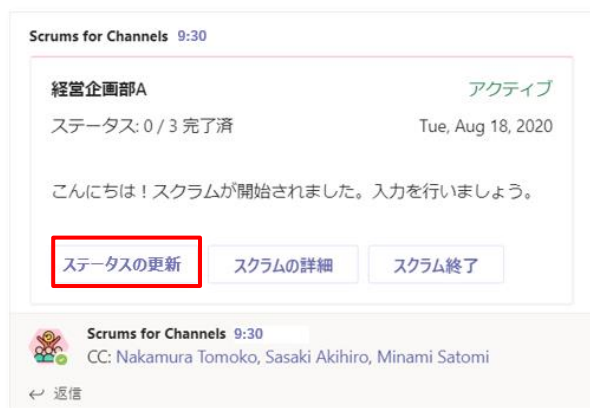 Scrums for Channels 9:30
経営企画部A アクティブ
ステータス: 0 / 3 完了済 Tue, Aug 18, 2020
こんにちは！スクラムが開始されました。入力を行いましょう。
ステータスの更新 スクラムの詳細 スクラム終了
Scrums for Channels 9:30
CC: Nakamura Tomoko, Sasaki Akihiro, Minami Satomi
返信